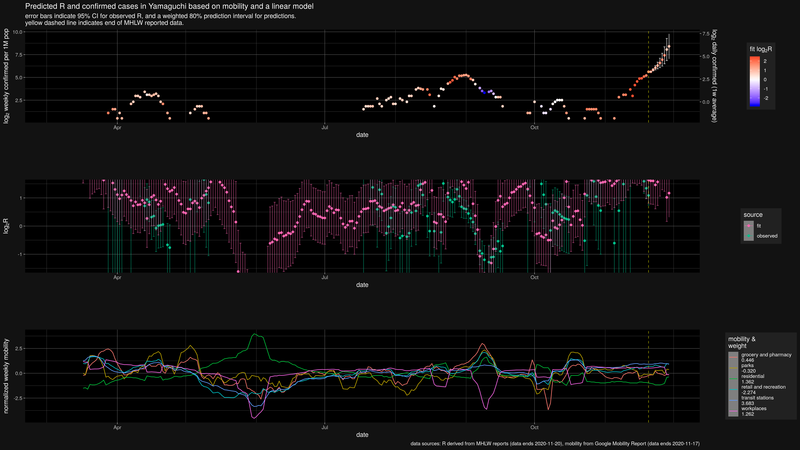 Predicted R and confirmed cases in Yamaguchi based on mobility and a linear model
error bars indicate 95% CI for observed R, and a weighted 80% prediction interval for predictions.
yellow dashed line indicates end of MHLW reported data.
log₂ weekly confirmed per 1M pop
10.0
7.5
5.0
2.5
7.5
5.0
2.5
0.0
log₂ daily confirmed (1w average)
Apr
Jul
Oct
date
fit log₂R
2
1
0
-1
-2
log₂R
1
0
-1
Apr
Jul
Oct
date
source
fit
observed
normalised weekly mobility
2.5
0.0
-2.5
Apr
Jul
Oct
date
mobility &
weight
grocery and pharmacy
0.446
parks
-0.320
residential
1.362
retail and recreation
-2.274
transit stations
3.683
workplaces
1.262
data sources: R derived from MHLW reports (data ends 2020-11-20), mobility from Google Mobility Report (data ends 2020-11-17)